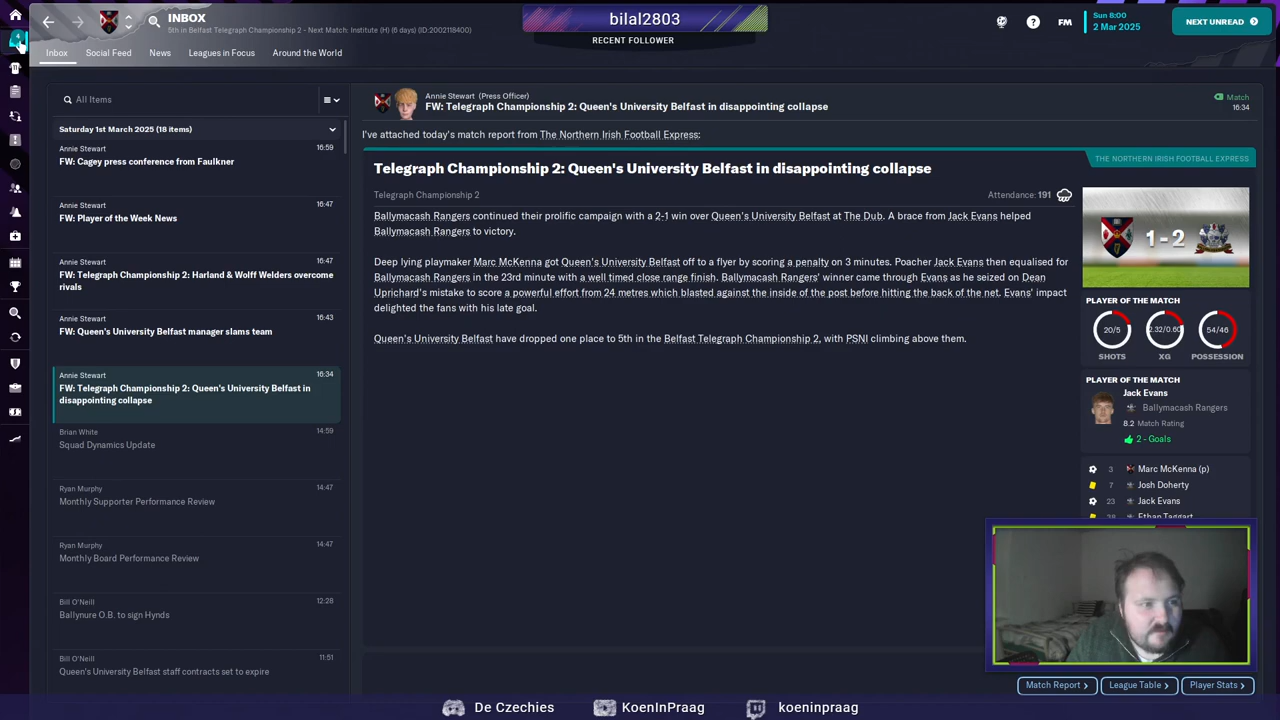 INBOX
5th in Belfast Telegraph Championship 2 - Next Match: Institute (H) (6 days) (ID:2002118400)
bilal2803
RECENT FOLLOWER
FM
Sun 8:00
2 Mar 2025
NEXT UNREAD
4
Inbox
Social Feed
News
Leagues in Focus
Around the World
All Items
Saturday 1st March 2025 (18 items)
Annie Stewart 16:59
FW: Cagey press conference from Faulkner
Annie Stewart 16:47
FW: Player of the Week News
Annie Stewart 16:47
FW: Telegraph Championship 2: Harland & Wolff Welders overcome
rivals
Annie Stewart 16:43
FW: Queen's University Belfast manager slams team
Annie Stewart 16:34
FW: Telegraph Championship 2: Queen's University Belfast in
disappointing collapse
Brian White 14:59
Squad Dynamics Update
Ryan Murphy 14:47
Monthly Supporter Performance Review
Ryan Murphy 14:47
Monthly Board Performance Review
Bill O'Neill 12:28
Ballynure O.B. to sign Hynds
Bill O'Neill 11:51
Queen's University Belfast staff contracts set to expire
Annie Stewart (Press Officer)
FW: Telegraph Championship 2: Queen's University Belfast in disappointing collapse
Match
16:34
I've attached today's match report from The Northern Irish Football Express:
THE NORTHERN IRISH FOOTBALL EXPRESS
Telegraph Championship 2: Queen's University Belfast in disappointing collapse
Telegraph Championship 2
Attendance: 191
Ballymacash Rangers continued their prolific campaign with a 2-1 win over Queen's University Belfast at The Dub. A brace from Jack Evans helped
Ballymacash Rangers to victory.
Deep lying playmaker Marc McKenna got Queen's University Belfast off to a flyer by scoring a penalty on 3 minutes. Poacher Jack Evans then equalised for
Ballymacash Rangers in the 23rd minute with a well timed close range finish. Ballymacash Rangers' winner came through Evans as he seized on Dean
Uprichard's mistake to score a powerful effort from 24 metres which blasted against the inside of the post before hitting the back of the net. Evans' impact
delighted the fans with his late goal.
Queen's University Belfast have dropped one place to 5th in the Belfast Telegraph Championship 2, with PSNI climbing above them.
1-2
PLAYER OF THE MATCH
20/5
2.32/0.60
54/46
SHOTS
XG
POSSESSION
PLAYER OF THE MATCH
Jack Evans
Ballymacash Rangers
8.2 Match Rating
2 - Goals
3 Marc McKenna (p)
7 Josh Doherty
23 Jack Evans
38 Ethan Taggart
Match Report
League Table
Player Stats
De Czechies
KoenInPraag
koeninpraag